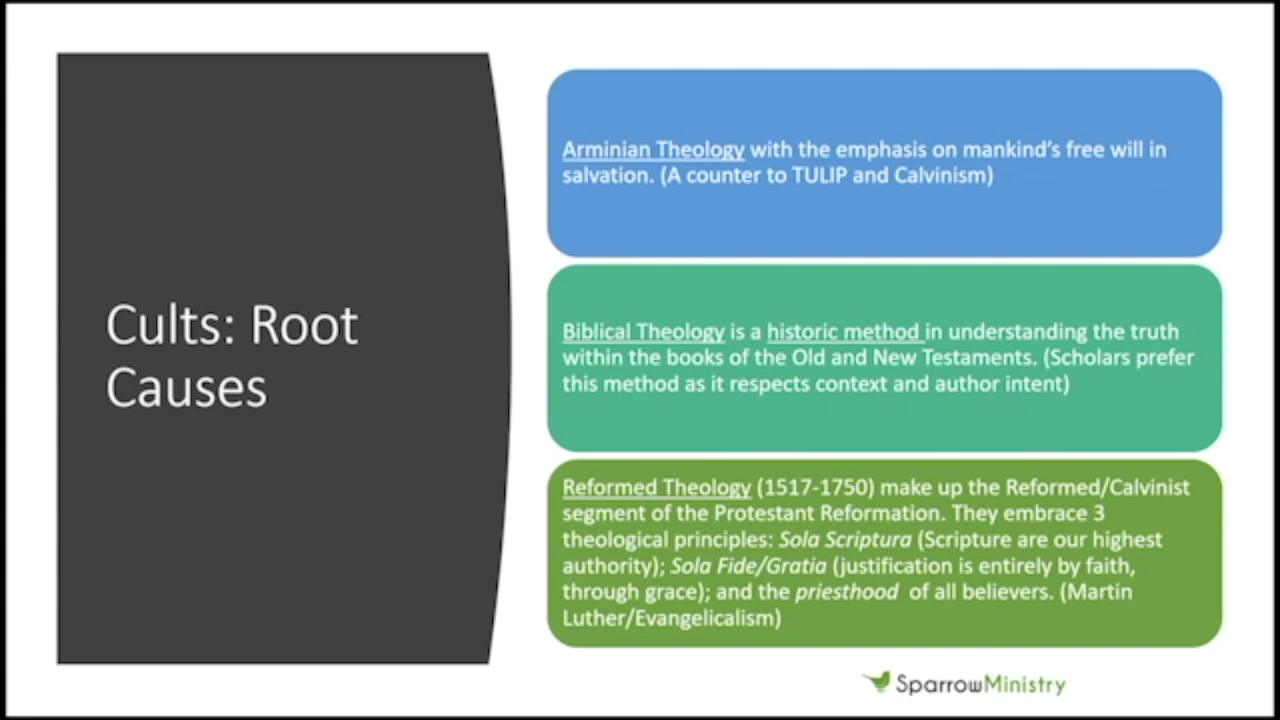 Cults: Root
Causes
Arminian Theology with the emphasis on mankind's free will in
salvation. (A counter to TULIP and Calvinism)
Biblical Theology is a historic method in understanding the truth
within the books of the Old and New Testaments. (Scholars prefer
this method as it respects context and author intent)
Reformed Theology (1517-1750) make up the Reformed/Calvinist
segment of the Protestant Reformation. They embrace 3
theological principles: Sola Scriptura (Scripture are our highest
authority); Sola Fide/Gratia (justification is entirely by faith,
through grace); and the priesthood of all believers. (Martin
Luther/Evangelicalism)
SparrowMinistry